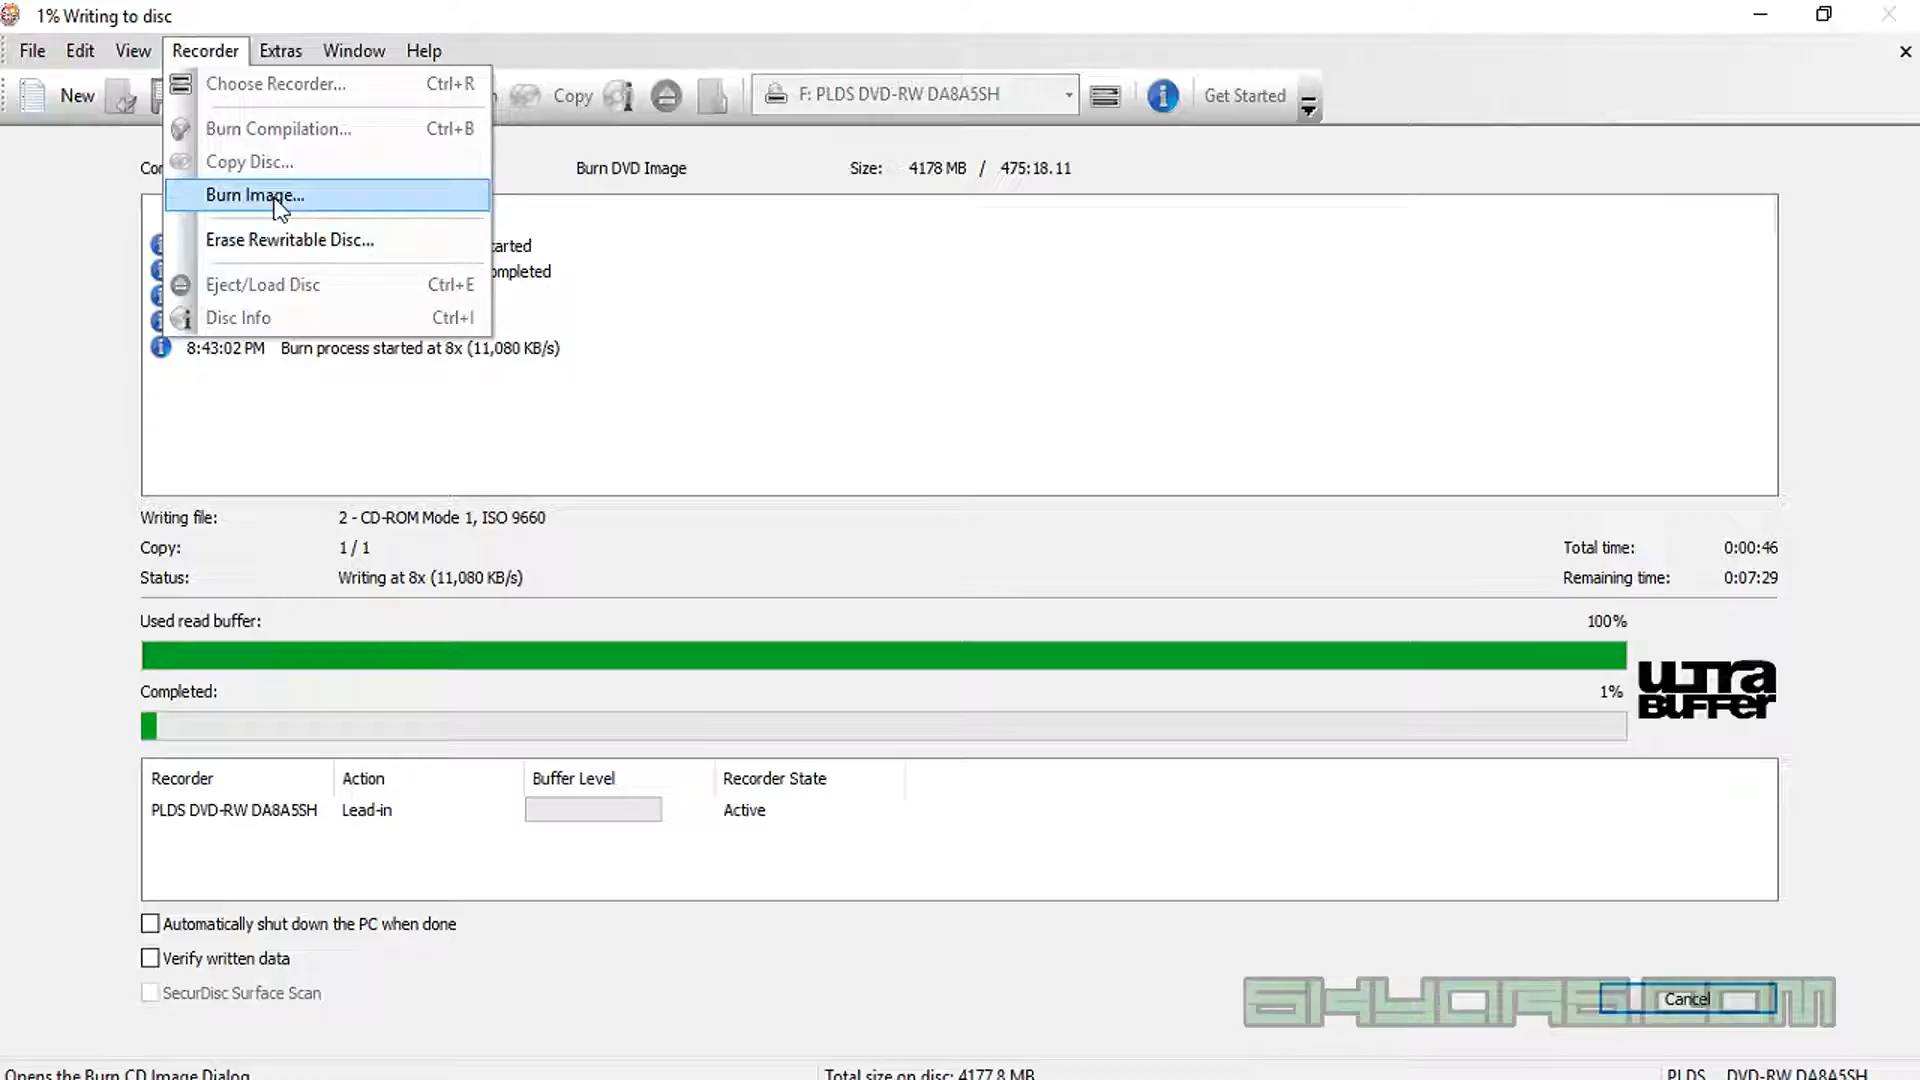 1% Writing to disc
File Edit View Recorder Extras Window Help
New Copy F: PLDS DVD-RW DA8A5SH Get Started
Choose Recorder... Ctrl+R
Burn Compilation... Ctrl+B
Copy Disc...
Burn Image...
Erase Rewritable Disc...
Eject/Load Disc Ctrl+E
Disc Info Ctrl+I
Burn DVD Image Size: 4178 MB / 475:18.11
8:43:02 PM Burn process started at 8x (11,080 KB/s)
Writing file: 2 - CD-ROM Mode 1, ISO 9660
Copy: 1 / 1 Total time: 0:00:46
Status: Writing at 8x (11,080 KB/s) Remaining time: 0:07:29
Used read buffer: 100%
ULTRA
BUFFER
Completed: 1%
Recorder Action Buffer Level Recorder State
PLDS DVD-RW DA8A5SH Lead-in Active
Automatically shut down the PC when done
Verify written data
SecurDisc Surface Scan
Cancel
Opens the Burn CD Image Dialog Total size on disc: 4177.8 MB PLDS DVD-RW DA8A5SH